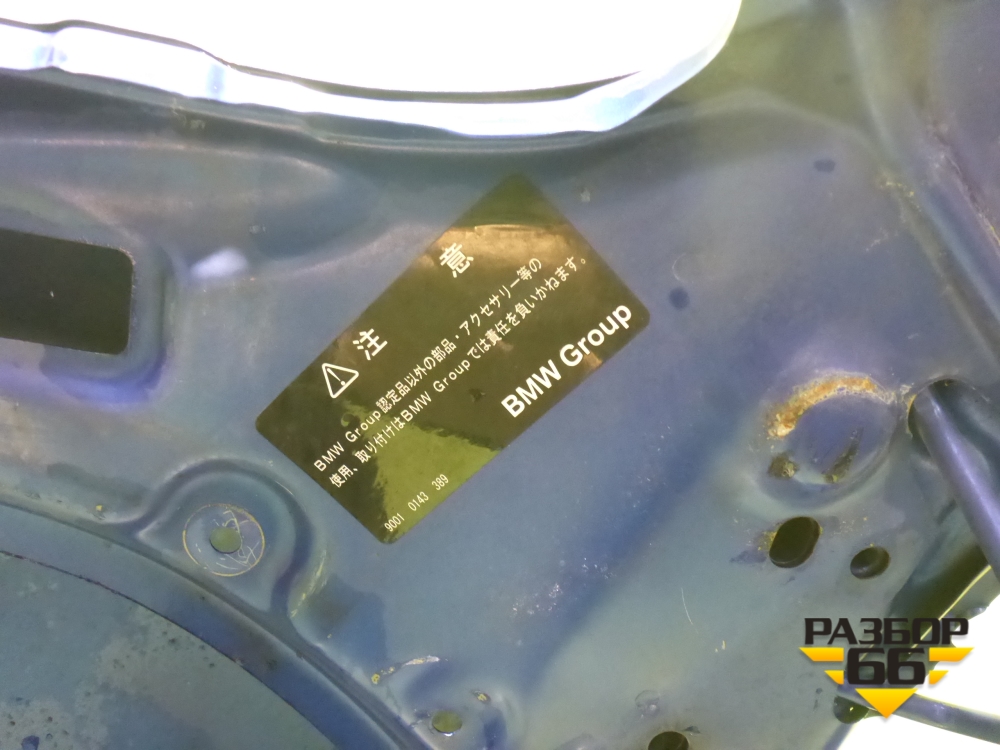 注 意
BMW Group認定品以外の部品・アクセサリー等の
使用、取り付けはBMW Groupでは責任を負いかねます。
9001 0143 389
BMW Group
РАЗБОР
66